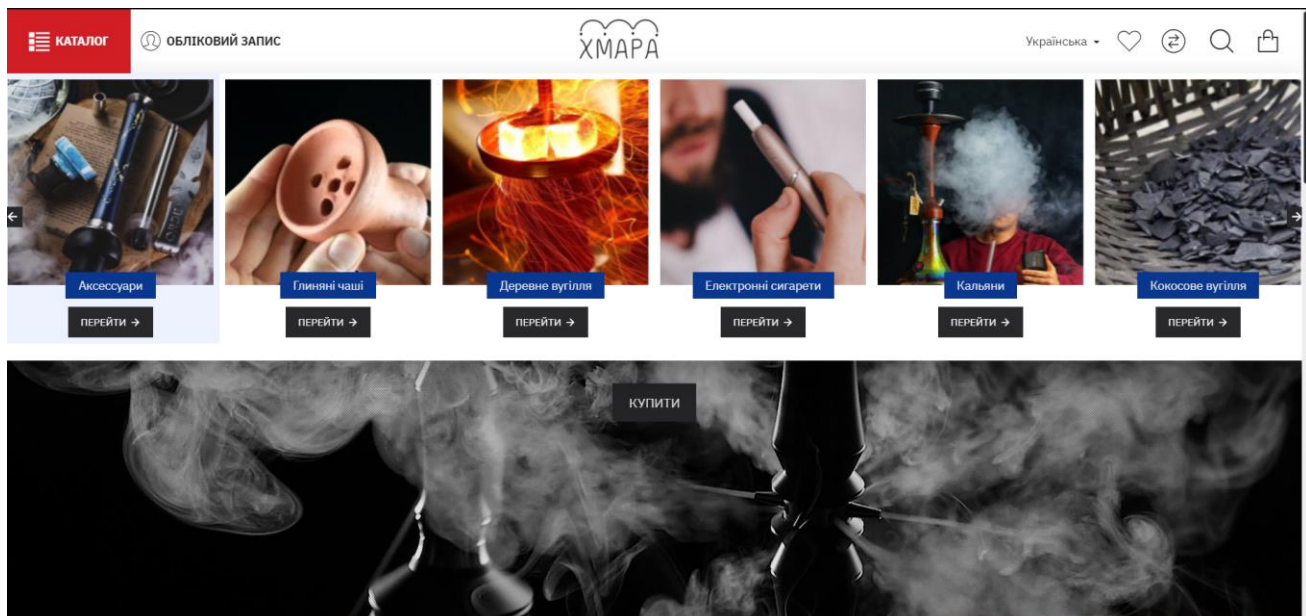 КАТАЛОГ
ОБЛІКОВИЙ ЗАПИС
ХМАРА
Українська
Аксессуари
Глиняні чаші
Деревне вугілля
Електронні сигарети
Кальяни
Кокосове вугілля
ПЕРЕЙТИ →
ПЕРЕЙТИ →
ПЕРЕЙТИ →
ПЕРЕЙТИ →
ПЕРЕЙТИ →
ПЕРЕЙТИ →
КУПИТИ